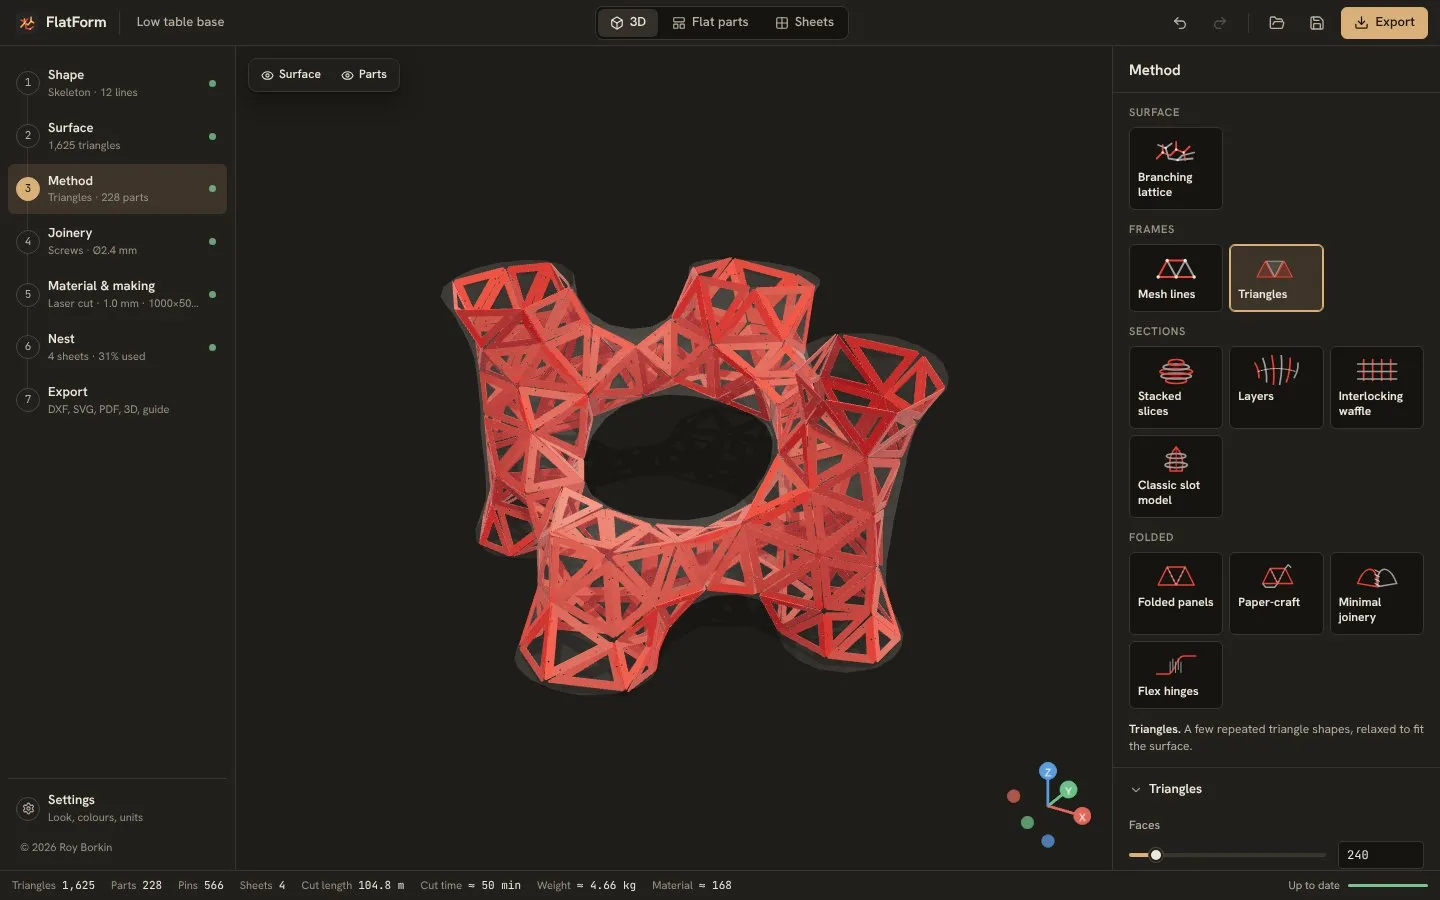 FlatForm
Low table base
3D
Flat parts
Sheets
Export
1
Shape
Skeleton · 12 lines
2
Surface
1,625 triangles
3
Method
Triangles · 228 parts
4
Joinery
Screws · Ø2.4 mm
5
Material & making
Laser cut · 1.0 mm · 1000×50...
6
Nest
4 sheets · 31% used
7
Export
DXF, SVG, PDF, 3D, guide
Settings
Look, colours, units
© 2026 Roy Borkin
Surface
Parts
Z
Y
X
Method
SURFACE
Branching
lattice
FRAMES
Mesh lines
Triangles
SECTIONS
Stacked
slices
Layers
Interlocking
waffle
Classic slot
model
FOLDED
Folded panels
Paper-craft
Minimal
joinery
Flex hinges
Triangles. A few repeated triangle shapes, relaxed to fit
the surface.
Triangles
Faces
240
Triangles 1,625 Parts 228 Pins 566 Sheets 4 Cut length 104.8 m Cut time ≈ 50 min Weight ≈ 4.66 kg Material ≈ 168
Up to date